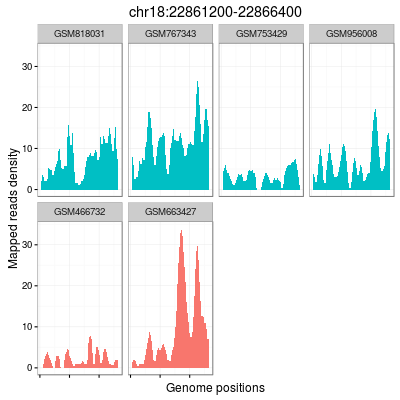 chr18:22861200-22866400
GSM818031 GSM767343 GSM753429 GSM956008
30
20
10
0
Mapped reads density
GSM466732 GSM663427
30
20
10
0
Genome positions